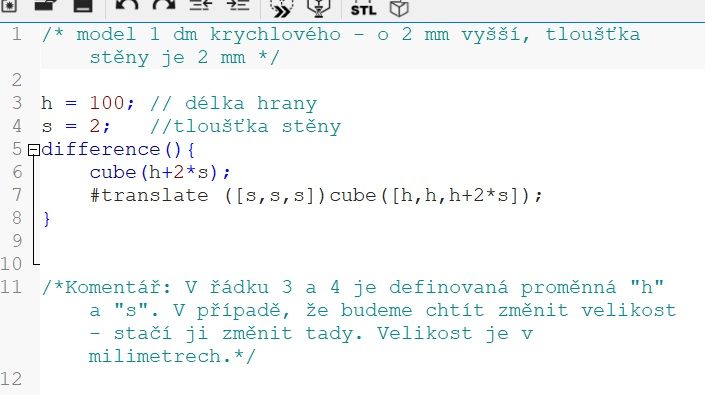 STL
1 /* model 1 dm krychlového - o 2 mm vyšší, tloušťka
stěny je 2 mm */
2
3 h = 100; // délka hrany
4 s = 2; //tloušťka stěny
5 difference(){
6 cube(h+2*s);
7 #translate ([s,s,s])cube([h,h,h+2*s]);
8 }
9
10
11 /*Komentář: V řádku 3 a 4 je definovaná proměnná "h"
a "s". V případě, že budeme chtít změnit velikost
- stačí ji změnit tady. Velikost je v
milimetrech.*/
12